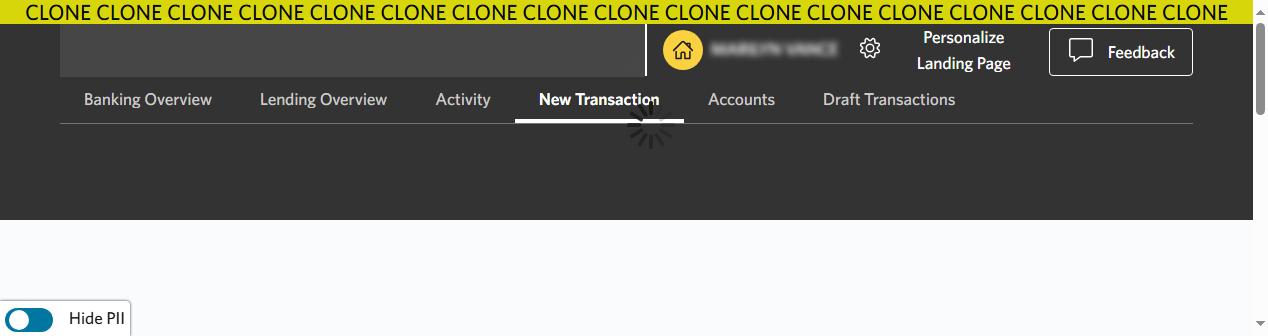 CLONE CLONE CLONE CLONE CLONE CLONE CLONE CLONE CLONE CLONE CLONE CLONE CLONE CLONE CLONE CLONE CLONE
Personalize
Landing Page
Feedback
Banking Overview
Lending Overview
Activity
New Transaction
Accounts
Draft Transactions
Hide PII